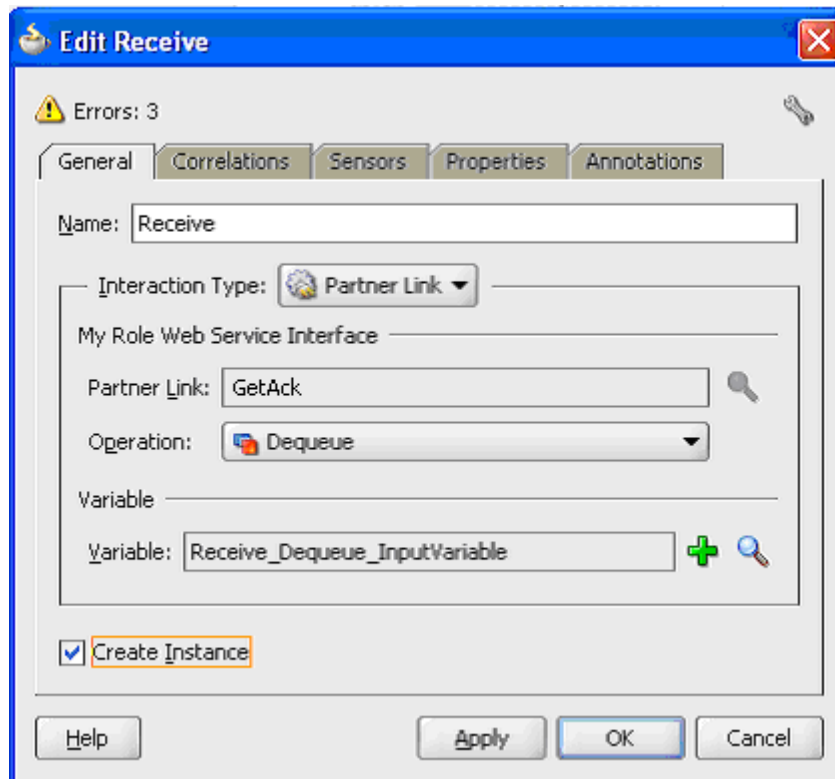 Edit Receive
Errors: 3
General Correlations Sensors Properties Annotations
Name: Receive
Interaction Type: Partner Link
My Role Web Service Interface
Partner Link: GetAck
Operation: Dequeue
Variable
Variable: Receive_Dequeue_InputVariable
Create Instance
Help Apply OK Cancel